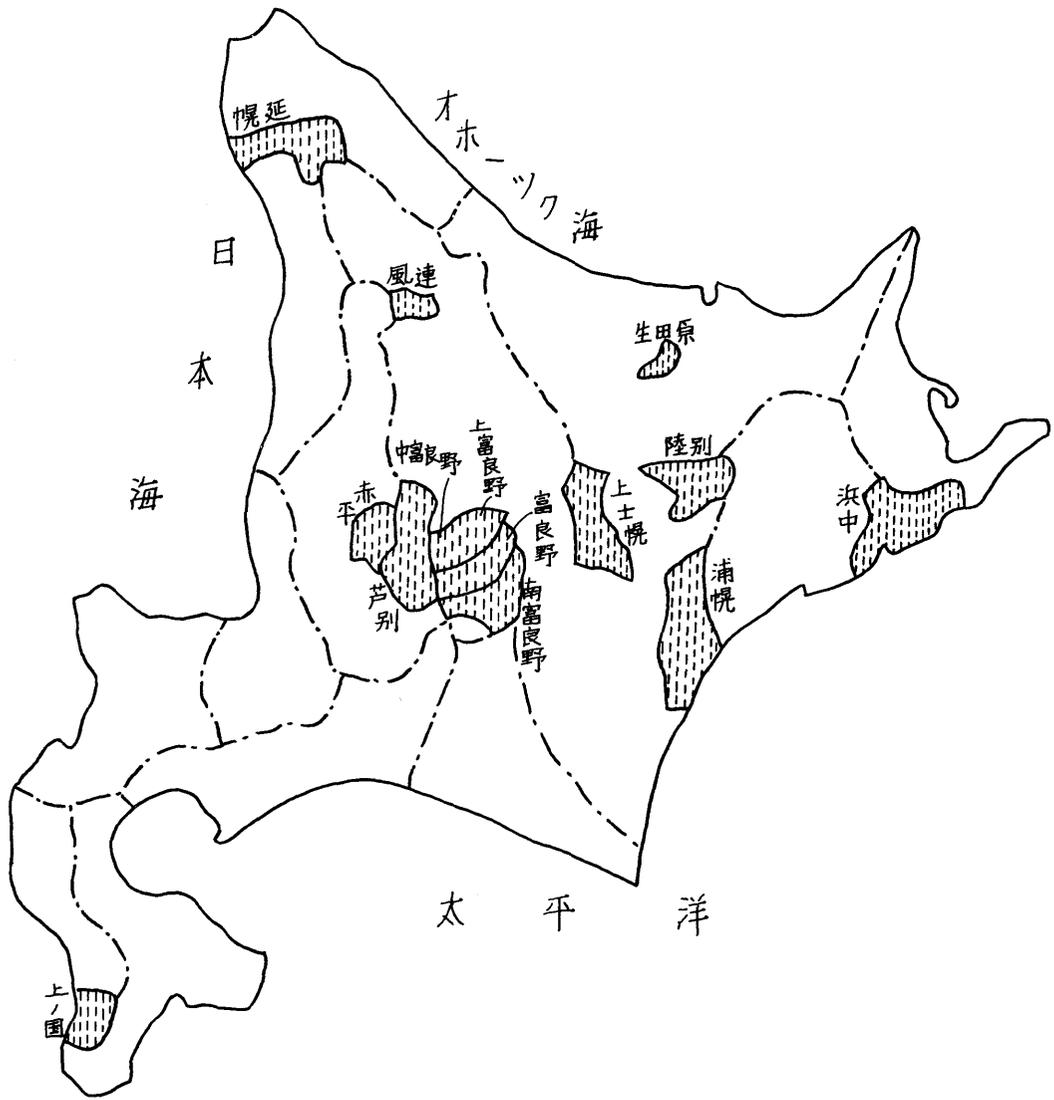 幌延
オホーツク海
日本海
風連
生田原
上富良野
中富良野
陸別
赤平
富良野
上士幌
浜中
芦別
南富良野
浦幌
太平洋
上ノ国